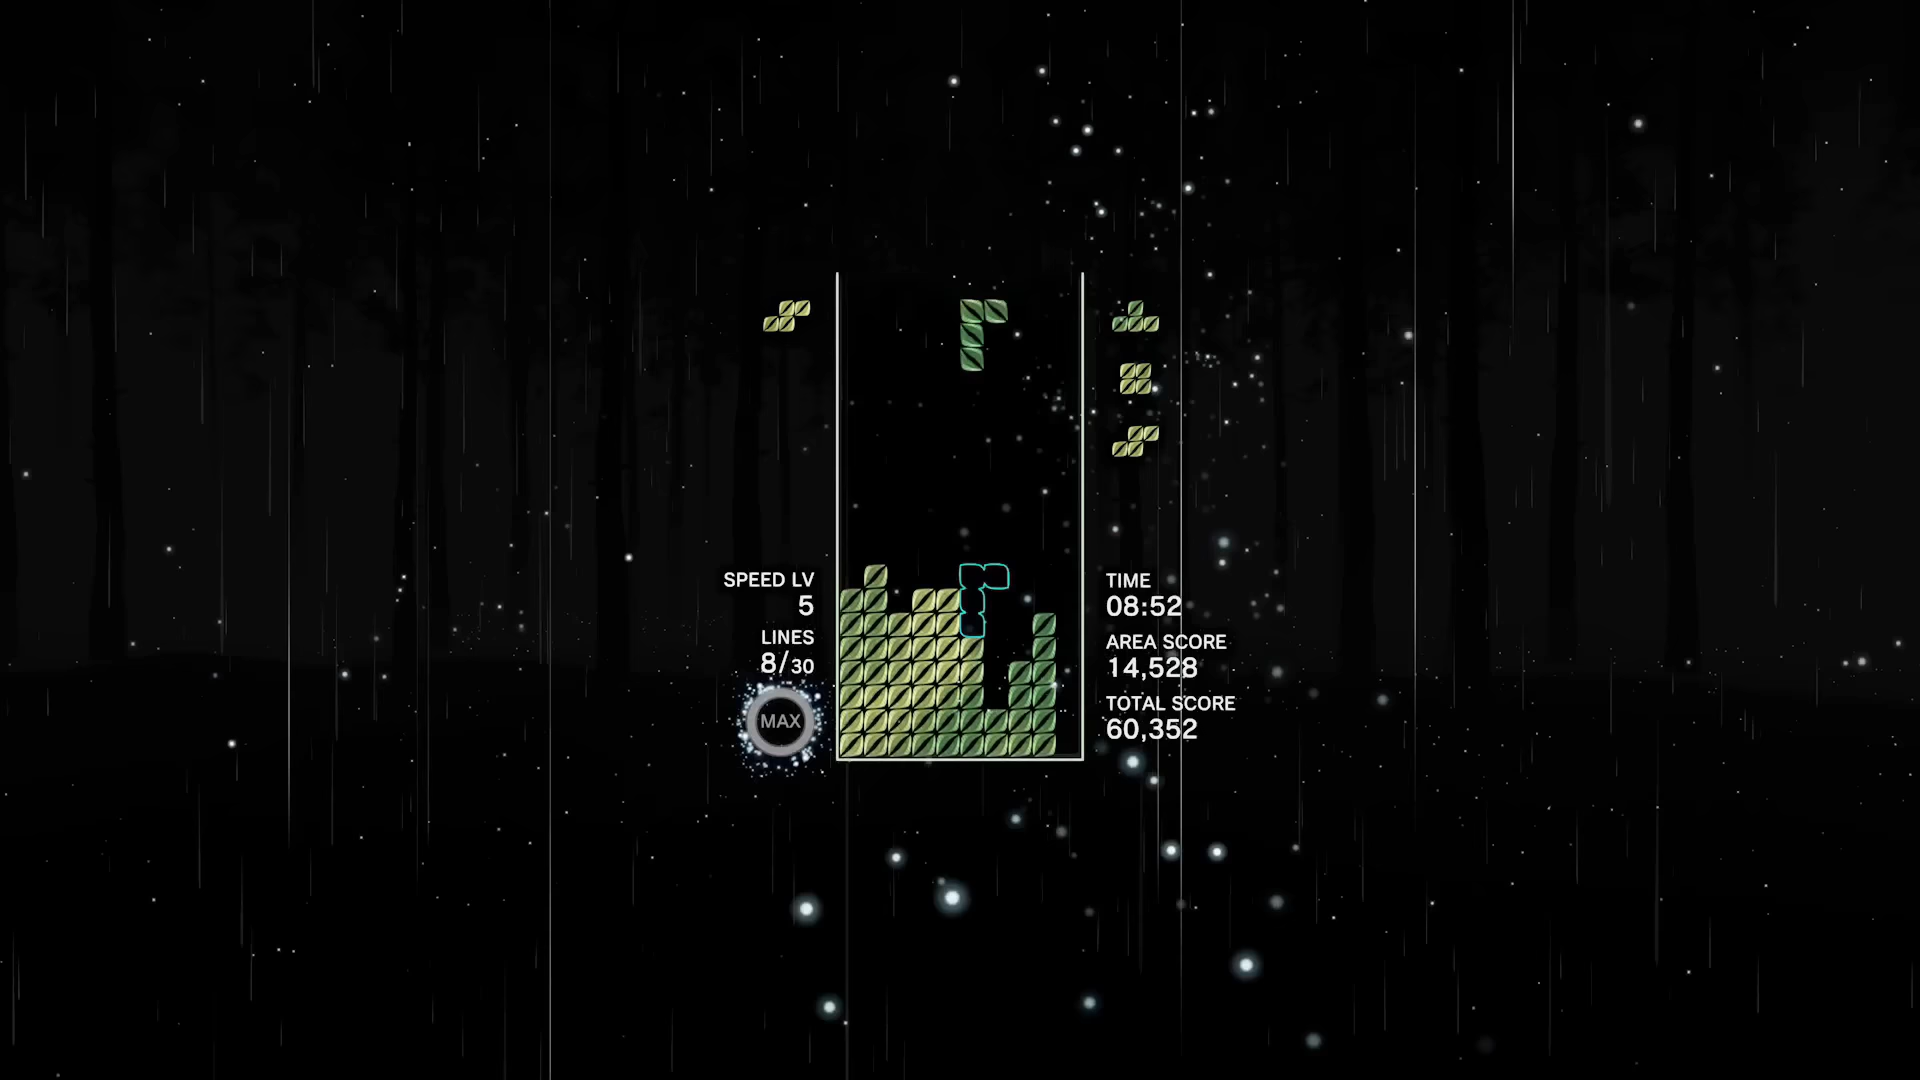 SPEED LV
5
LINES
8/30
MAX
TIME
08:52
AREA SCORE
14,528
TOTAL SCORE
60,352